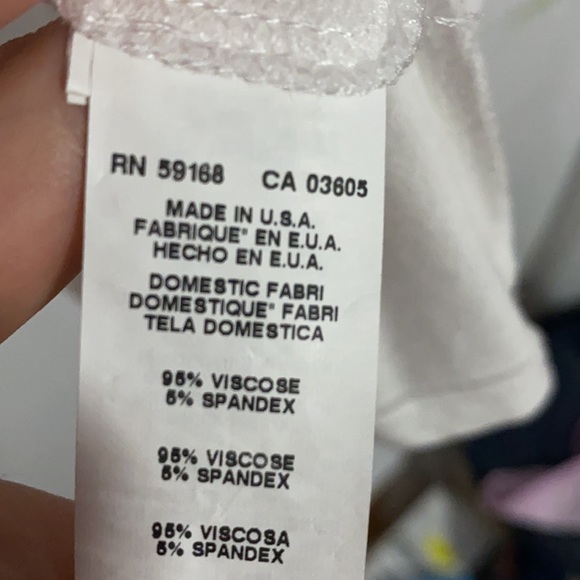 RN 59168 CA 03605
MADE IN U.S.A.
FABRIQUE" EN E.U.A.
HECHO EN E.U.A.
DOMESTIC FABRI
DOMESTIQUE" FABRI
TELA DOMESTICA
95% VISCOSE
5% SPANDEX
95% VISCOSE
5% SPANDEX
95% VISCOSA
5% SPANDEX